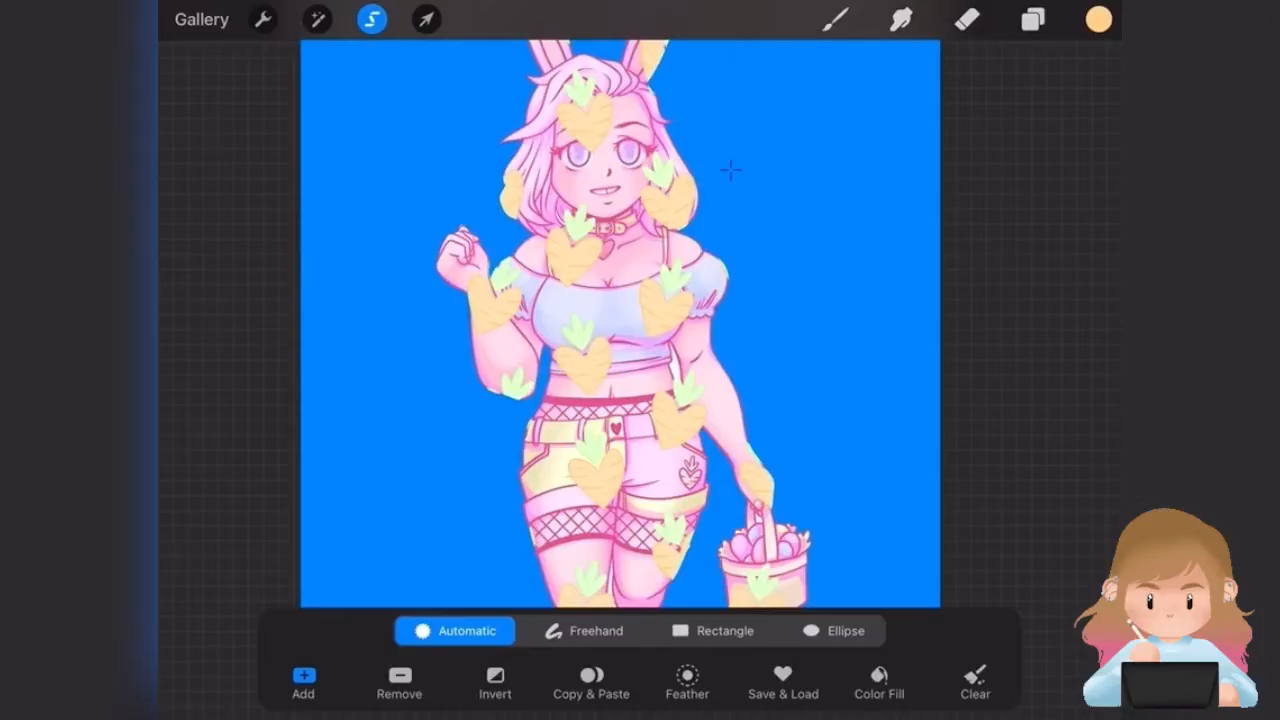 Gallery
Automatic
Freehand
Rectangle
Ellipse
Add
Remove
Invert
Copy & Paste
Feather
Save & Load
Color Fill
Clear